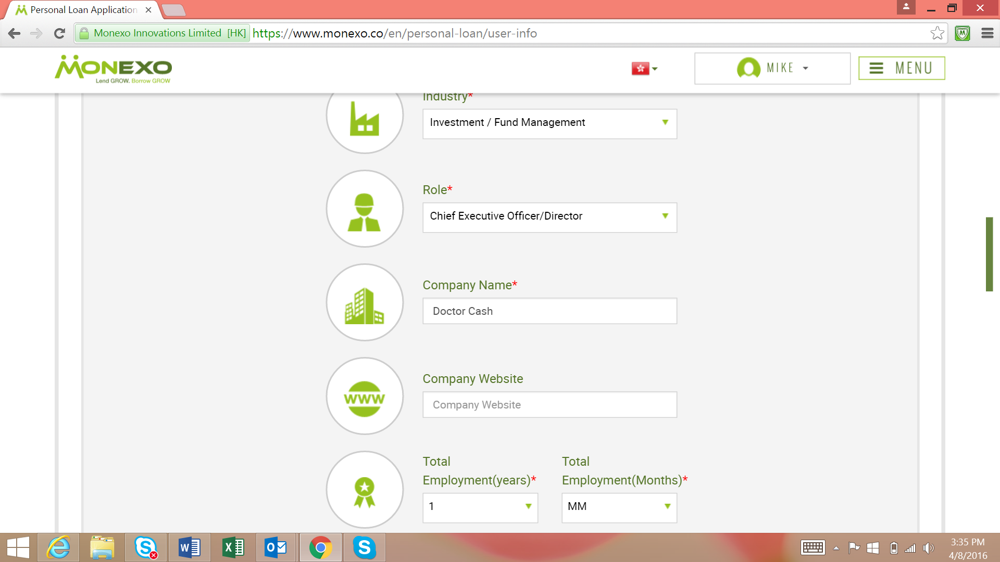 Personal Loan Application
Monexo Innovations Limited [HK]
https://www.monexo.co/en/personal-loan/user-info
MONEXO
Lend GROW. Borrow GROW
MIKE
MENU
Industry*
Investment / Fund Management
Role*
Chief Executive Officer/Director
Company Name*
Doctor Cash
Company Website
www
Company Website
Total
Employment(years)*
Total
Employment(Months)*
1
MM
3:35 PM
4/8/2016